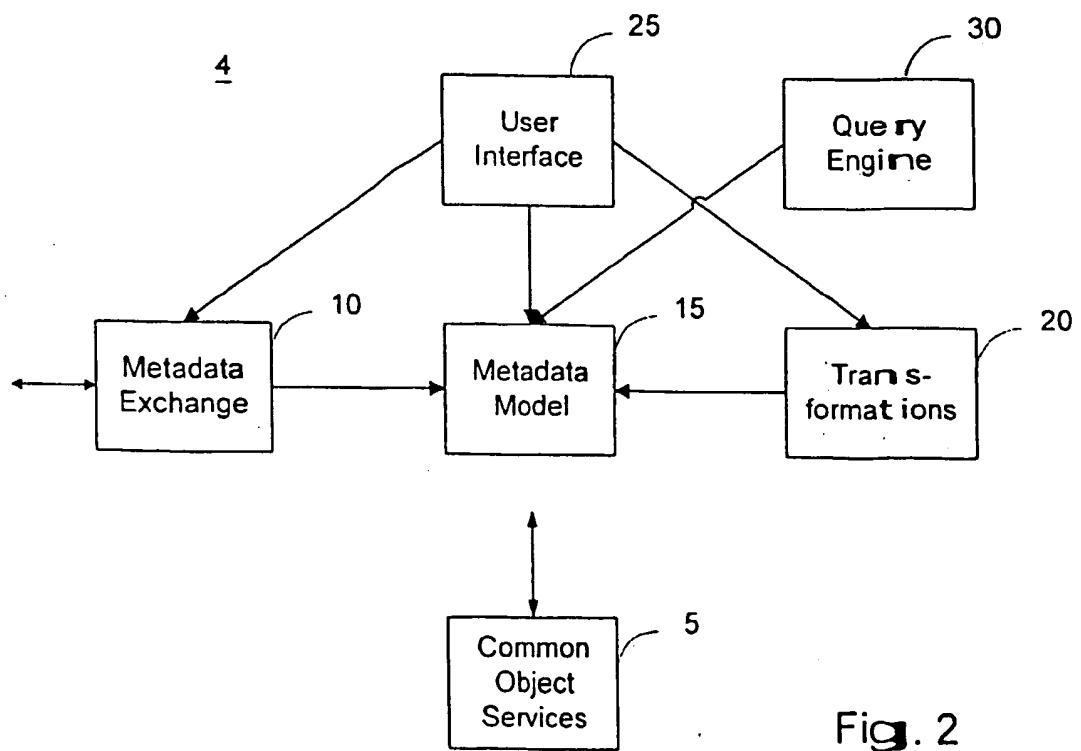 25
30
4
User
Interface
Query
Engine
10
15
20
Metadata
Exchange
Metadata
Model
Trans-
formations
5
Common
Object
Services
Fig. 2